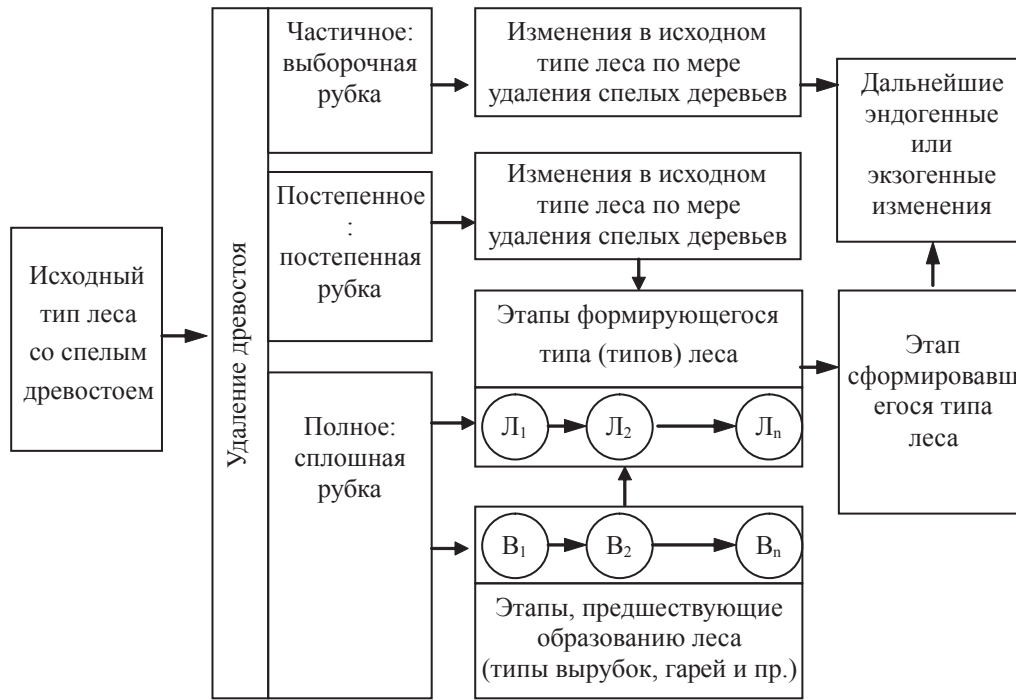 Исходный
тип леса
со спелым
древостоем
Удаление древостоя
Частичное:
выборочная
рубка
Постепенное
:
постепенная
рубка
Полное:
сплошная
рубка
Изменения в исходном
типе леса по мере
удаления спелых деревьев
Изменения в исходном
типе леса по мере
удаления спелых деревьев
Этапы формирующегося
типа (типов) леса
Л₁ Л₂ Лₙ
В₁ В₂ Вₙ
Этапы, предшествующие
образованию леса
(типы вырубок, гарей и пр.)
Дальнейшие
эндогенные
или
экзогенные
изменения
Этап
сформировавш
егося типа
леса